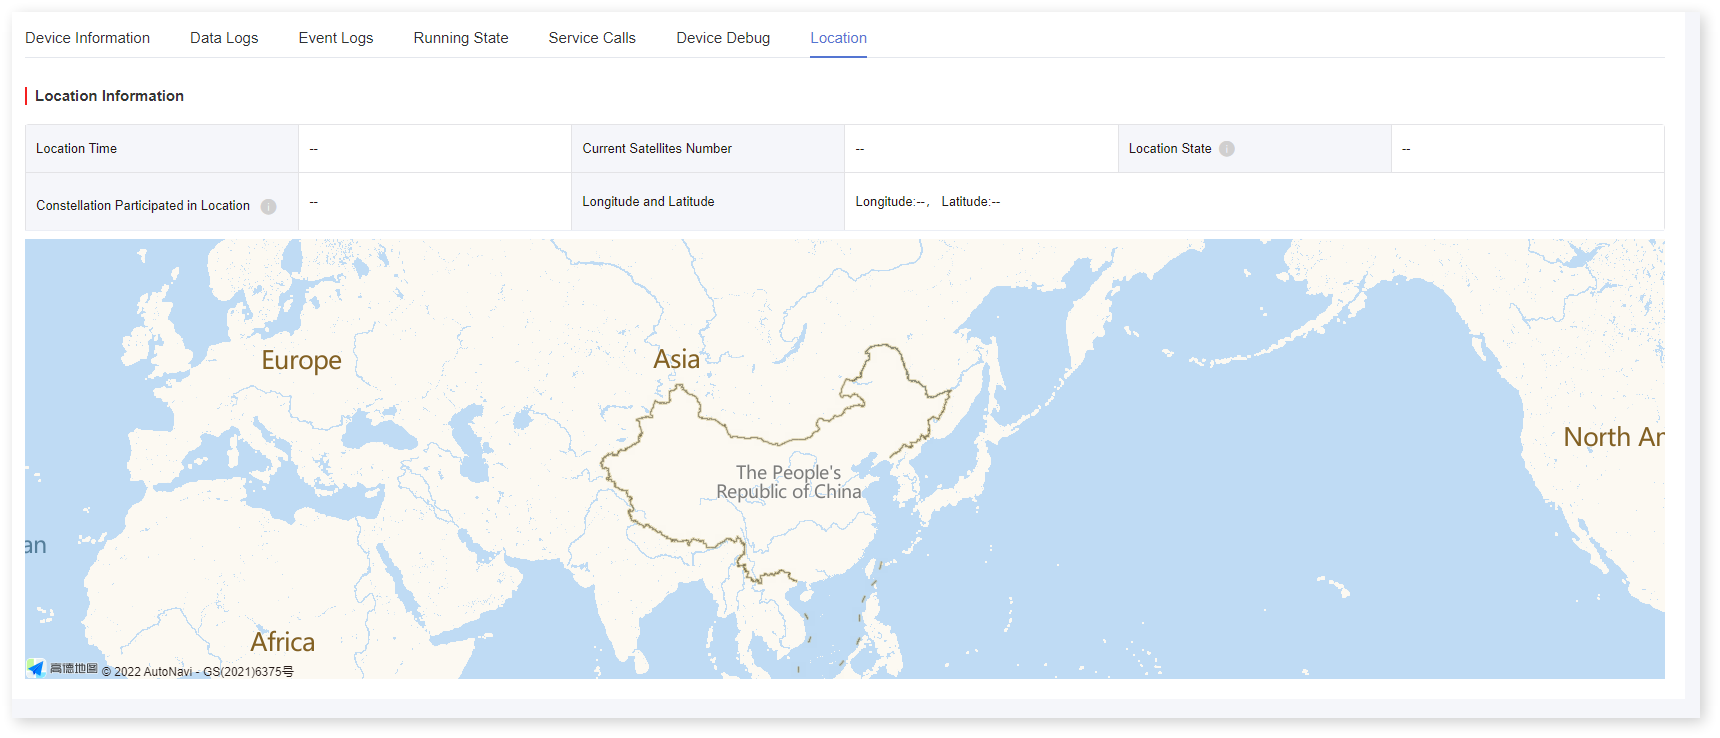 Device Information Data Logs Event Logs Running State Service Calls Device Debug Location
Location Information
Location Time -- Current Satellites Number -- Location State --
Constellation Participated in Location -- Longitude and Latitude Longitude:--， Latitude:--
Europe
Asia
North Am
The People's
Republic of China
an
Africa
高德地图 © 2022 AutoNavi - GS(2021)6375号